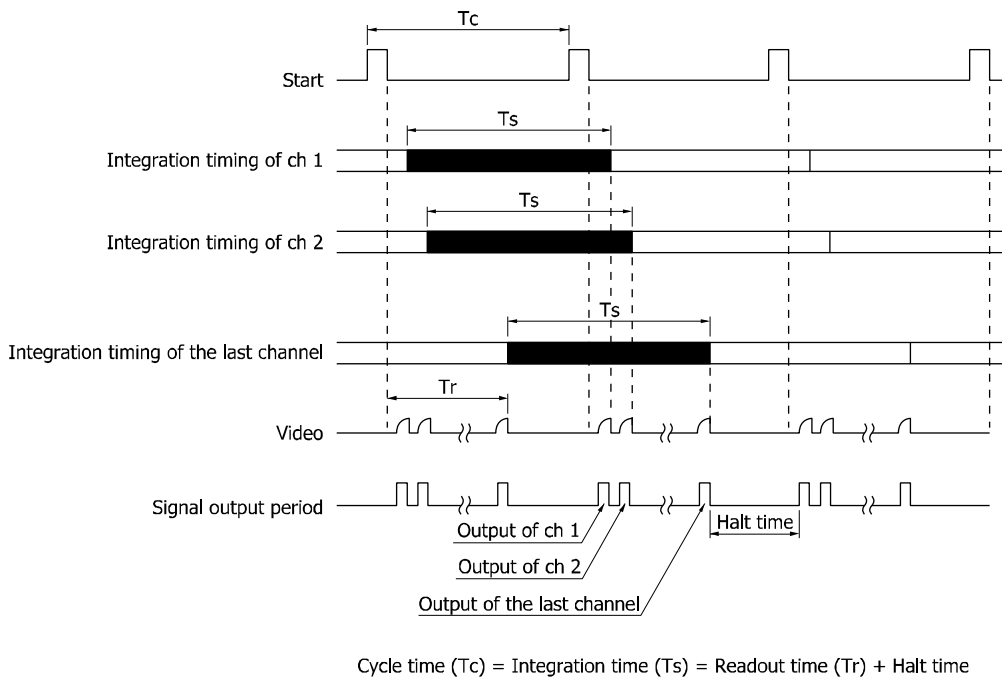 Tc
Start
Ts
Integration timing of ch 1
Ts
Integration timing of ch 2
Ts
Integration timing of the last channel
Tr
Video
Signal output period
Output of ch 1
Halt time
Output of ch 2
Output of the last channel
Cycle time (Tc) = Integration time (Ts) = Readout time (Tr) + Halt time